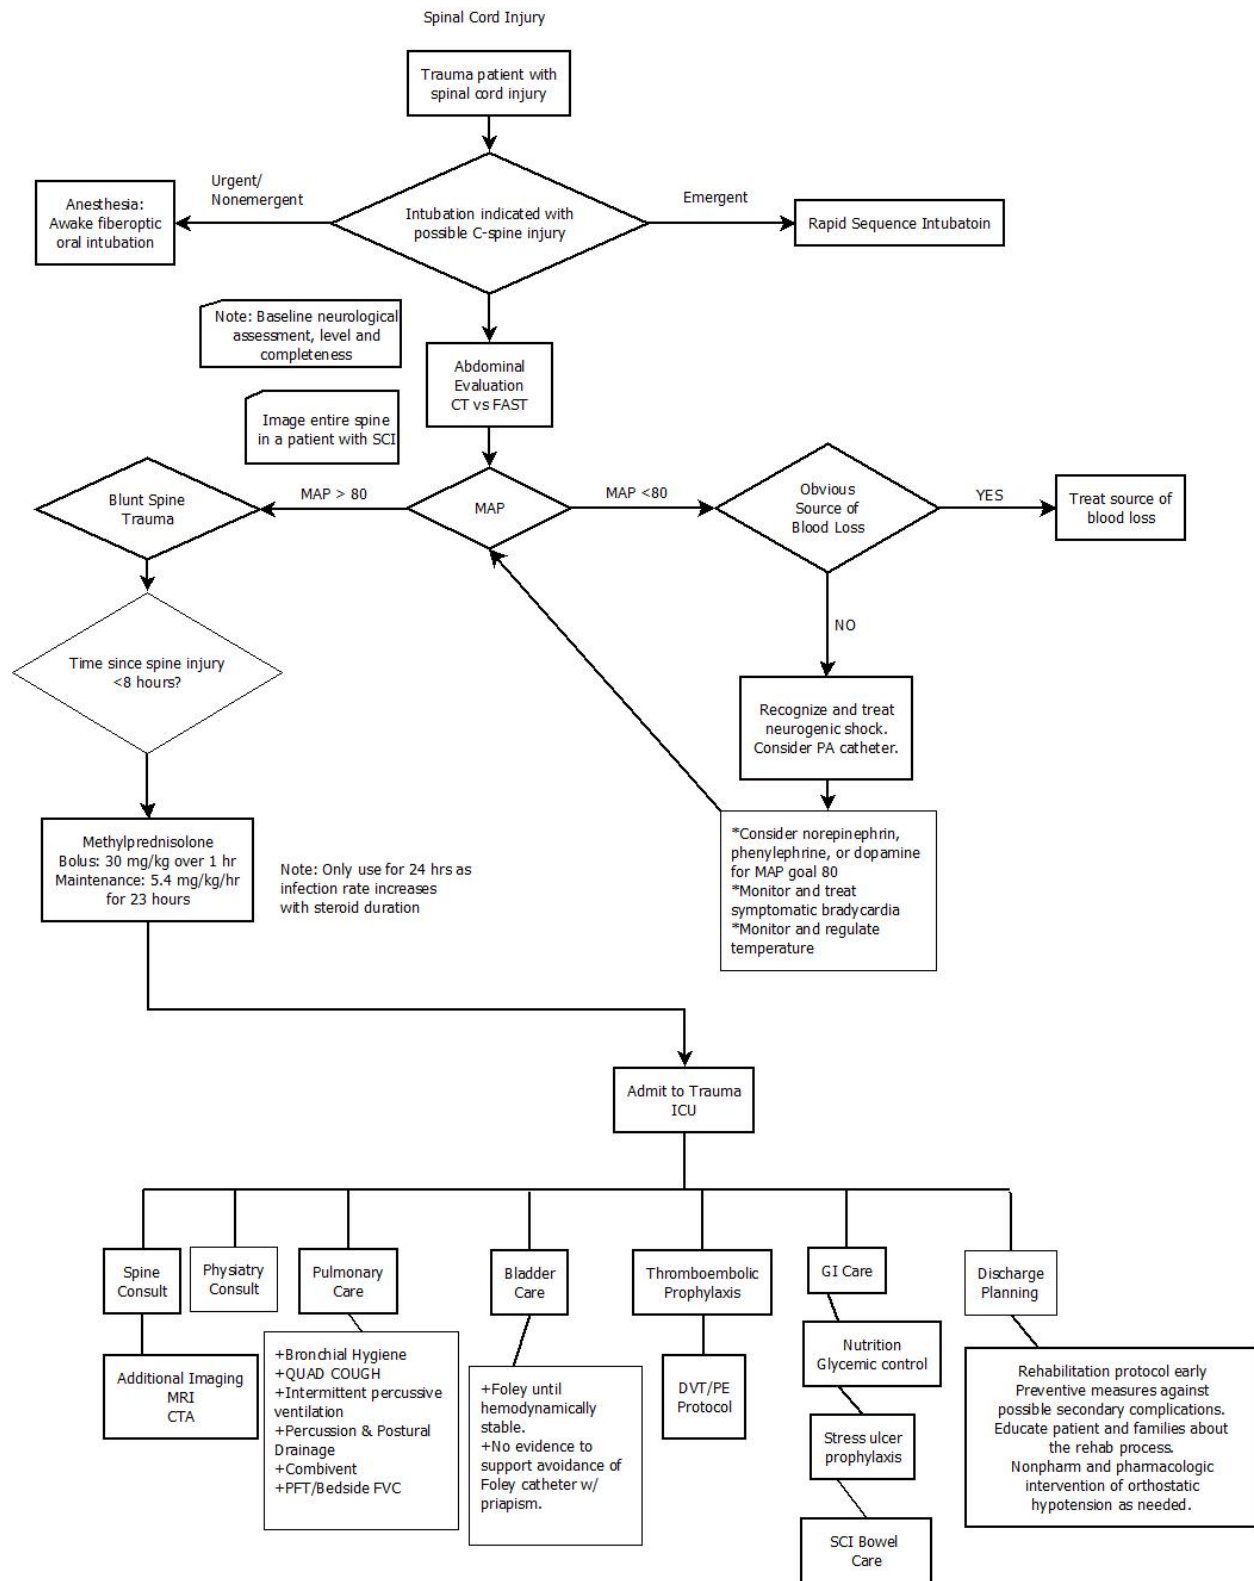 Spinal Cord Injury
Trauma patient with
spinal cord injury
Urgent/
Nonemergent
Emergent
Anesthesia:
Awake fiberoptic
oral intubation
Intubation indicated with
possible C-spine injury
Rapid Sequence Intubatoin
Note: Baseline neurological
assessment, level and
completeness
Abdominal
Evaluation
CT vs FAST
Image entire spine
in a patient with SCI
Blunt Spine
Trauma
MAP > 80
MAP
MAP <80
Obvious
Source of
Blood Loss
YES
Treat source of
blood loss
NO
Time since spine injury
<8 hours?
Recognize and treat
neurogenic shock.
Consider PA catheter.
Methylprednisolone
Bolus: 30 mg/kg over 1 hr
Maintenance: 5.4 mg/kg/hr
for 23 hours
Note: Only use for 24 hrs as
infection rate increases
with steroid duration
*Consider norepinephrin,
phenylephrine, or dopamine
for MAP goal 80
*Monitor and treat
symptomatic bradycardia
*Monitor and regulate
temperature
Admit to Trauma
ICU
Spine
Consult
Physiatry
Consult
Pulmonary
Care
Bladder
Care
Thromboembolic
Prophylaxis
GI Care
Discharge
Planning
Additional Imaging
MRI
CTA
+Bronchial Hygiene
+QUAD COUGH
+Intermittent percussive
ventilation
+Percussion & Postural
Drainage
+Combivent
+PFT/Bedside FVC
+Foley until
hemodynamically
stable.
+No evidence to
support avoidance of
Foley catheter w/
priapism.
DVT/PE
Protocol
Nutrition
Glycemic control
Stress ulcer
prophylaxis
SCI Bowel
Care
Rehabilitation protocol early
Preventive measures against
possible secondary complications.
Educate patient and families about
the rehab process.
Nonpharm and pharmacologic
intervention of orthostatic
hypotension as needed.